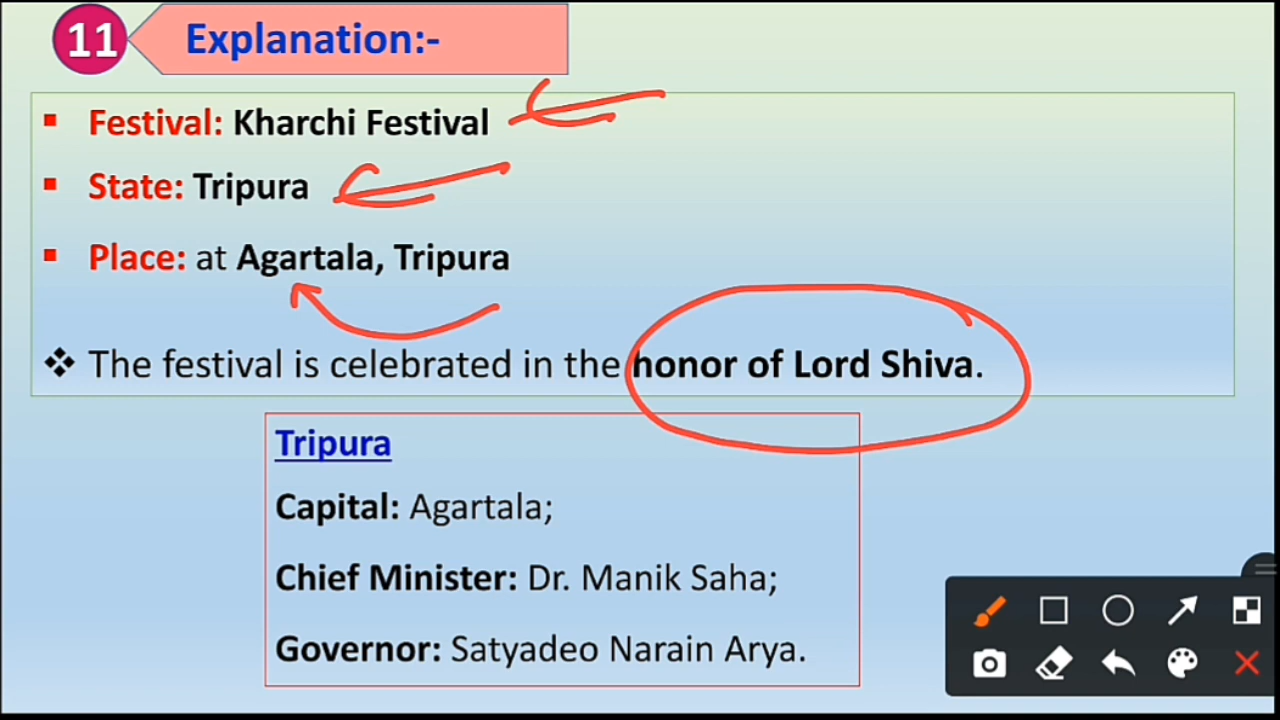 11 Explanation:-
Festival: Kharchi Festival
State: Tripura
Place: at Agartala, Tripura
The festival is celebrated in the honor of Lord Shiva.
Tripura
Capital: Agartala;
Chief Minister: Dr. Manik Saha;
Governor: Satyadeo Narain Arya.